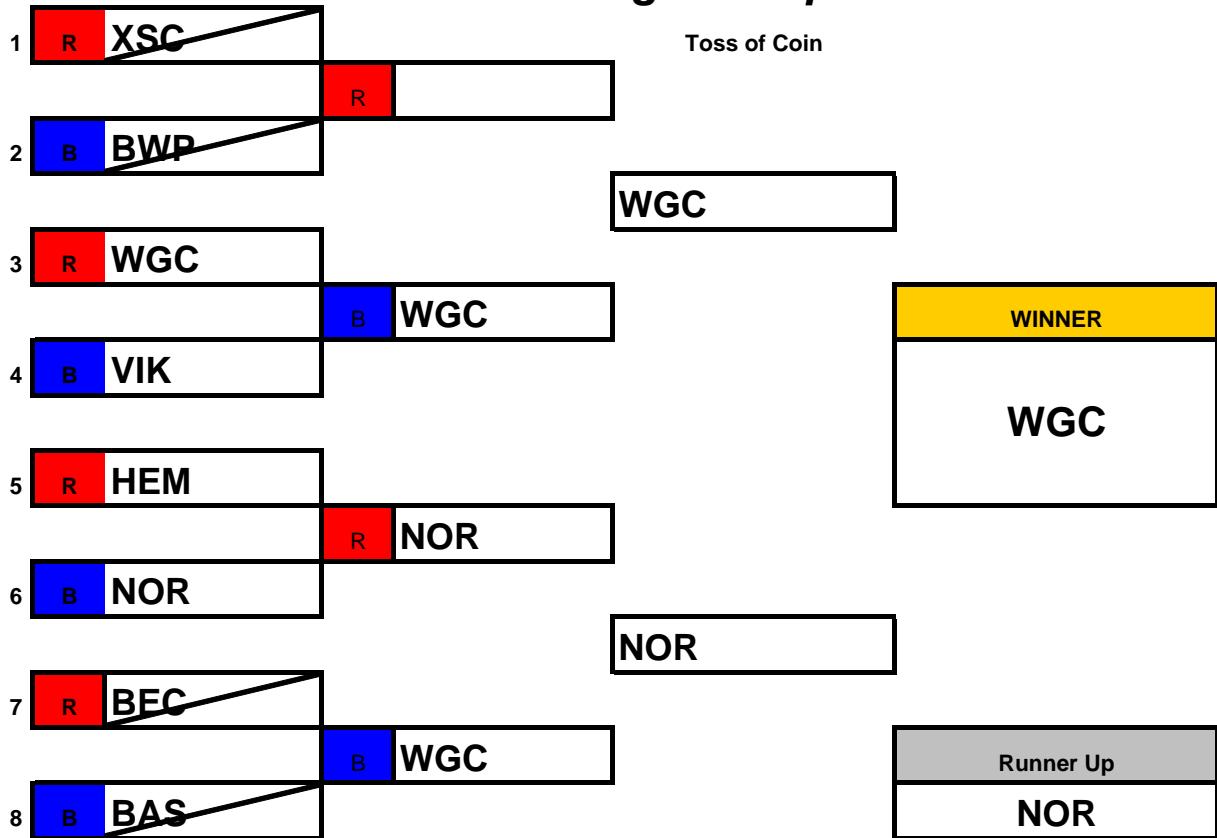 1 R XSC
Toss of Coin
R
2 B BWP
WGC
3 R WGC
B WGC
WINNER
4 B VIK
WGC
5 R HEM
R NOR
6 B NOR
NOR
7 R BEC
B WGC
Runner Up
8 B BAS
NOR